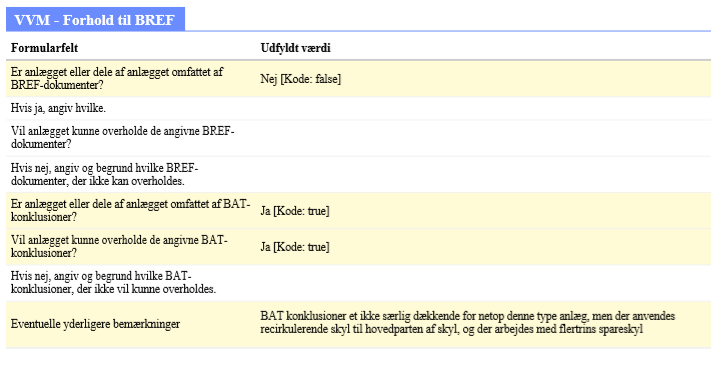 VVM - Forhold til BREF
Formularfelt Udfyldt værdi
Er anlægget eller dele af anlægget omfattet af
BREF-dokumenter?
Nej [Kode: false]
Hvis ja, angiv hvilke.
Vil anlægget kunne overholde de angivne BREF-
dokumenter?
Hvis nej, angiv og begrund hvilke BREF-
dokumenter, der ikke kan overholdes.
Er anlægget eller dele af anlægget omfattet af BAT-
konklusioner?
Ja [Kode: true]
Vil anlægget kunne overholde de angivne BAT-
konklusioner?
Ja [Kode: true]
Hvis nej, angiv og begrund hvilke BAT-
konklusioner, der ikke vil kunne overholdes.
Eventuelle yderligere bemærkninger
BAT konklusioner et ikke særlig dækkende for netop denne type anlæg, men der anvendes
recirkulerende skyl til hovedparten af skyl, og der arbejdes med flertrins spareskyl